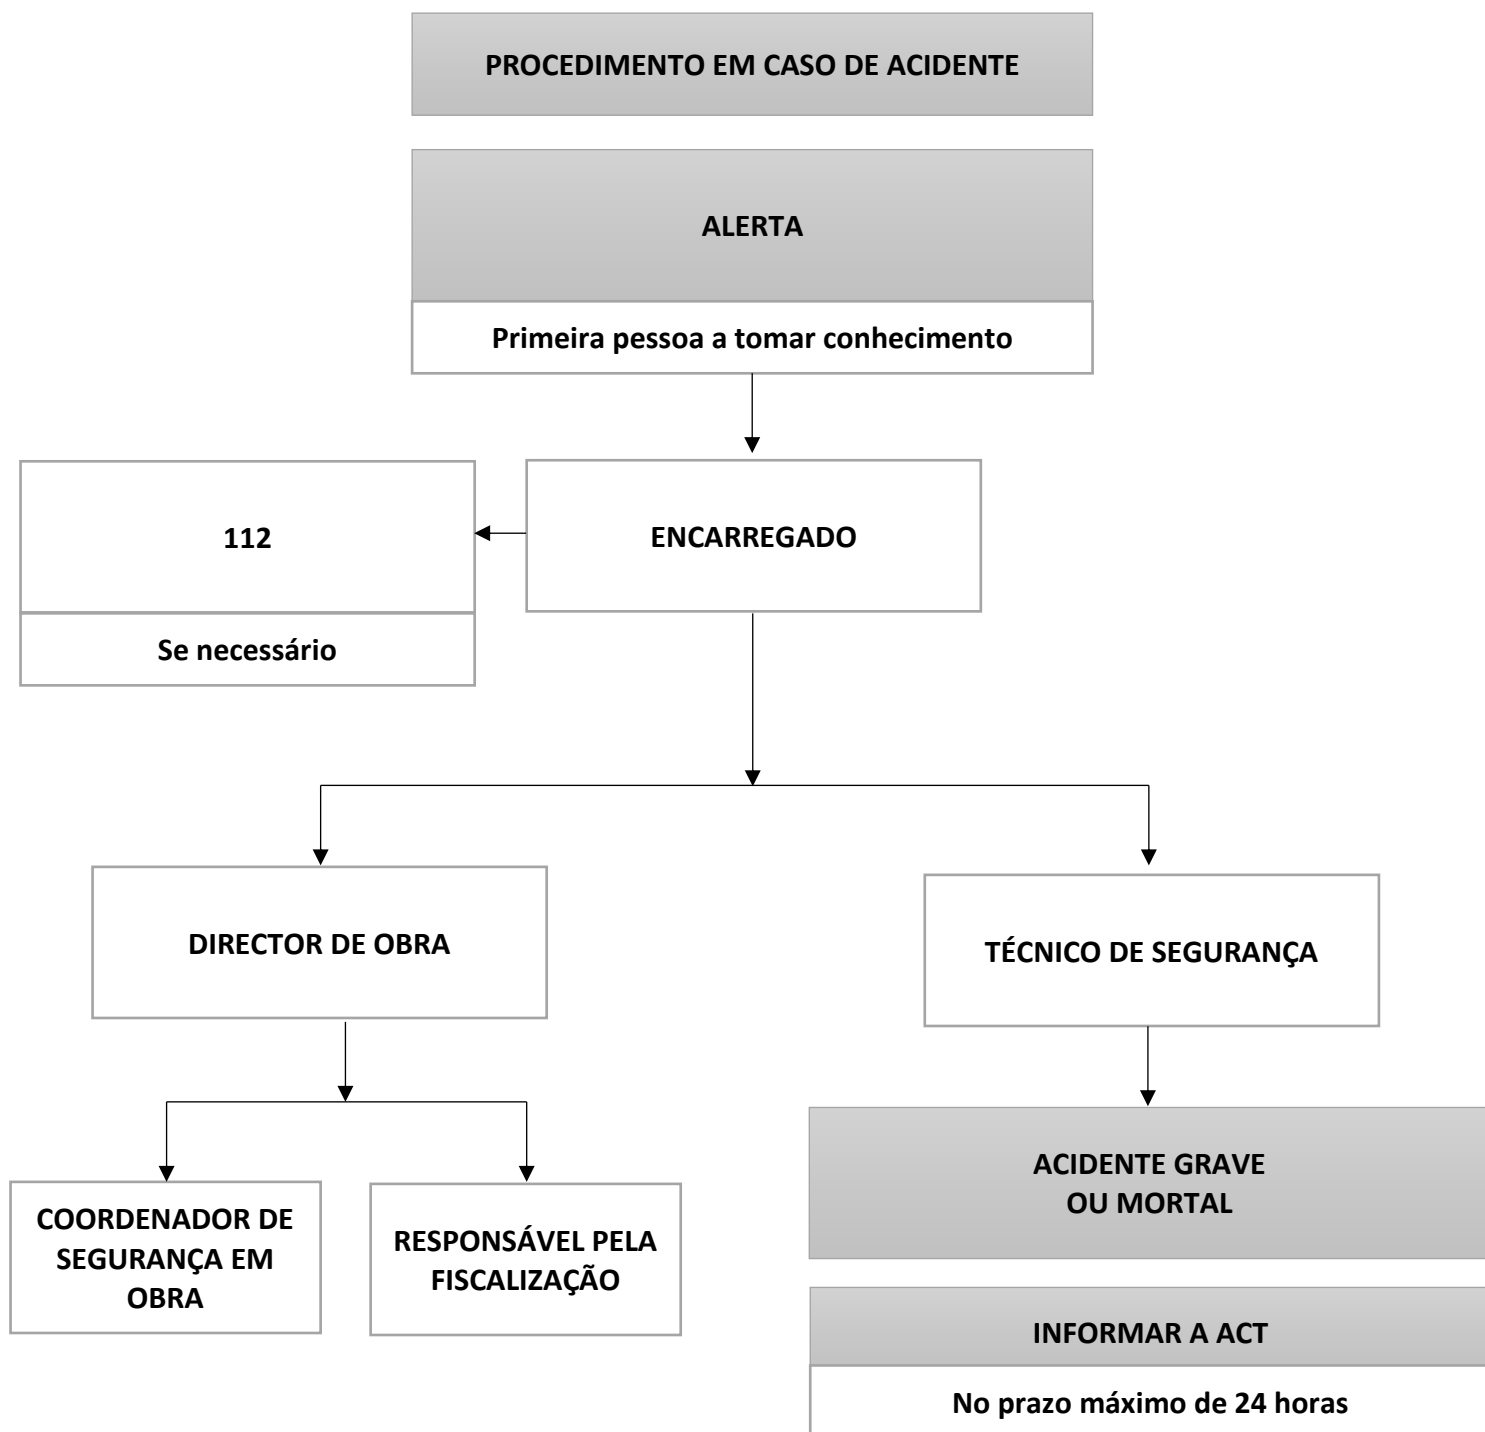 PROCEDIMENTO EM CASO DE ACIDENTE
ALERTA
Primeira pessoa a tomar conhecimento
112
Se necessário
ENCARREGADO
DIRECTOR DE OBRA
TÉCNICO DE SEGURANÇA
COORDENADOR DE
SEGURANÇA EM
OBRA
RESPONSÁVEL PELA
FISCALIZAÇÃO
ACIDENTE GRAVE
OU MORTAL
INFORMAR A ACT
No prazo máximo de 24 horas